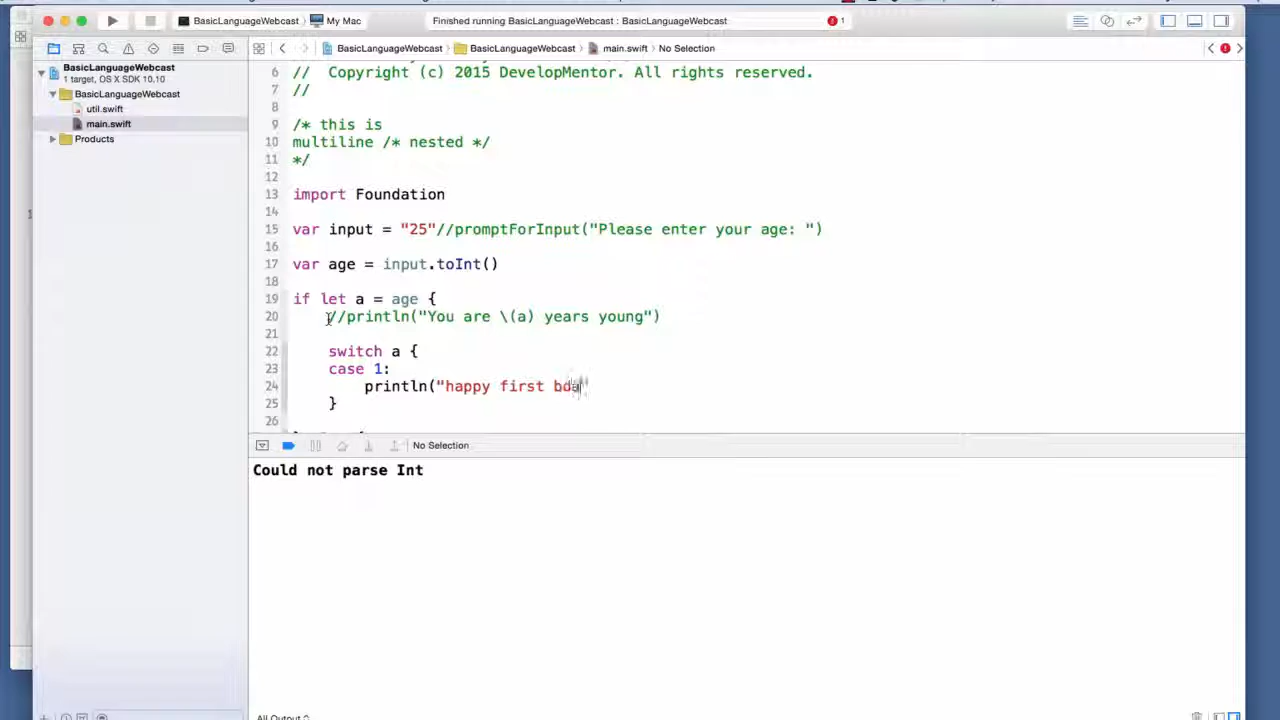 BasicLanguageWebcast 〉 My Mac
Finished running BasicLanguageWebcast : BasicLanguageWebcast
1
BasicLanguageWebcast 〉 BasicLanguageWebcast 〉 main.swift 〉 No Selection
BasicLanguageWebcast
1 target, OS X SDK 10.10
BasicLanguageWebcast
util.swift
main.swift
Products
6 // Copyright (c) 2015 DevelopMentor. All rights reserved.
7 //
8
9 /* this is
10 multiline /* nested */
11 */
12
13 import Foundation
14
15 var input = "25"//promptForInput("Please enter your age: ")
16
17 var age = input.toInt()
18
19 if let a = age {
20 //println("You are \(a) years young")
21
22 switch a {
23 case 1:
24 println("happy first
25 }
26
No Selection
Could not parse Int
All Output